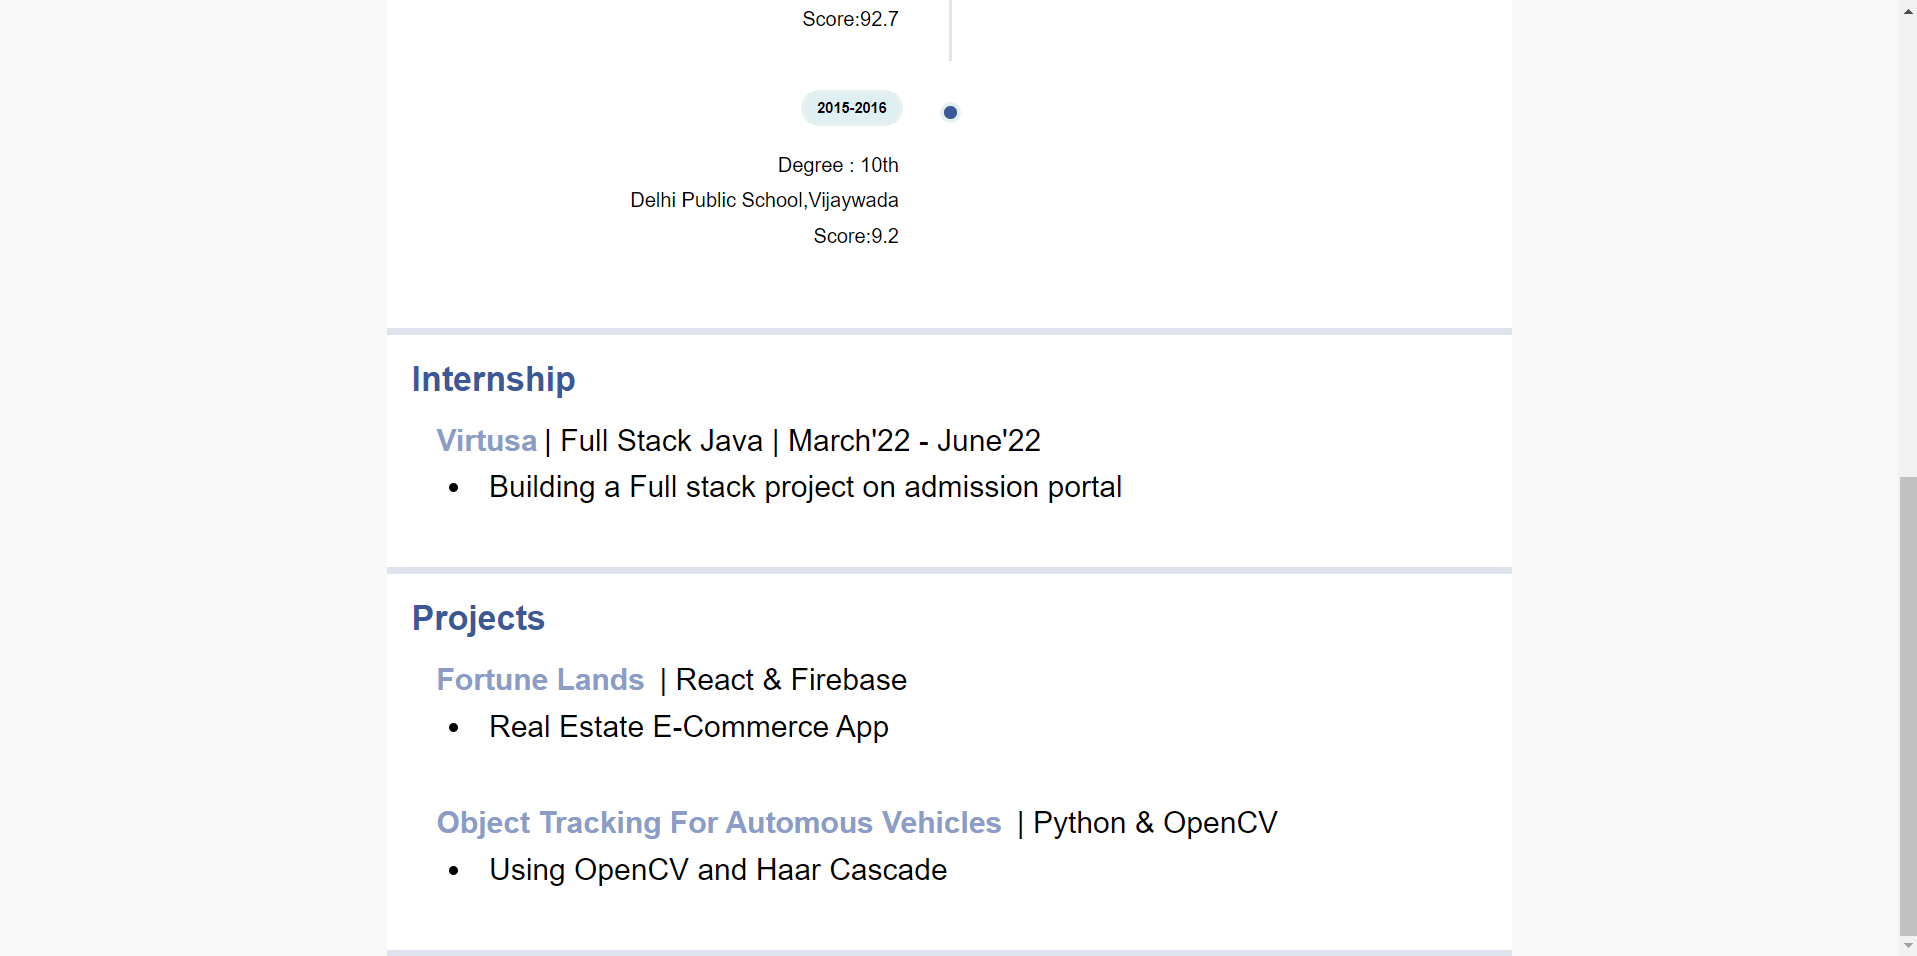 Score:92.7
2015-2016
Degree : 10th
Delhi Public School,Vijaywada
Score:9.2
Internship
Virtusa | Full Stack Java | March'22 - June'22
• Building a Full stack project on admission portal
Projects
Fortune Lands | React & Firebase
• Real Estate E-Commerce App
Object Tracking For Automous Vehicles | Python & OpenCV
• Using OpenCV and Haar Cascade